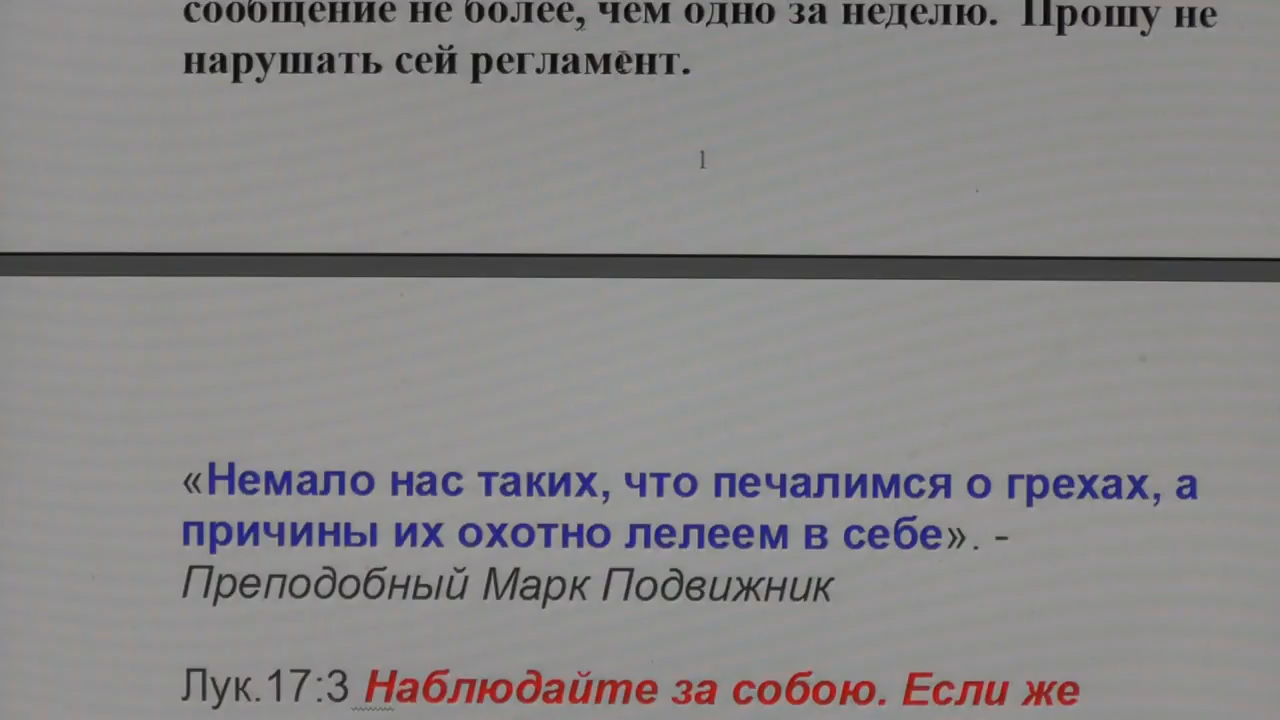 сообщение не более, чем одно за неделю. Прошу не
нарушать сей регламент.
1
«Немало нас таких, что печалимся о грехах, а
причины их охотно лелеем в себе». -
Преподобный Марк Подвижник
Лук.17:3 Наблюдайте за собою. Если же